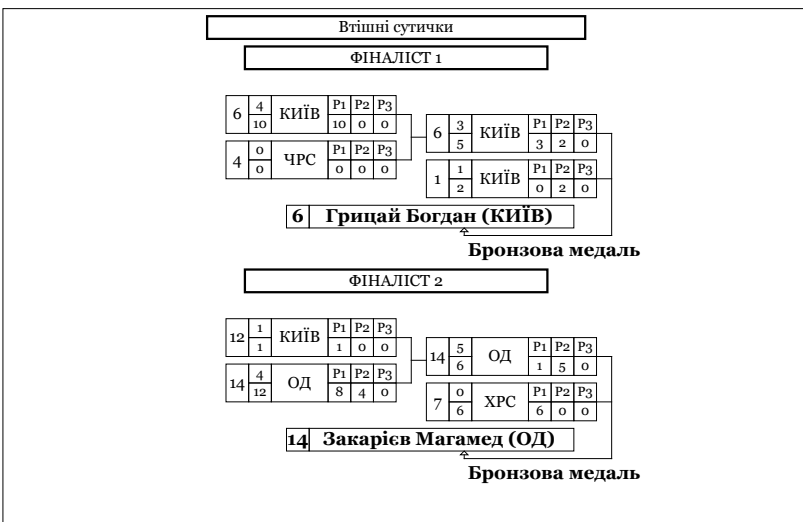 Втішні сутички
ФІНАЛІСТ 1
6 4 КИЇВ P1 P2 P3
10 10 0 0
6 3 КИЇВ P1 P2 P3
5 3 2 0
4 0 ЧРС P1 P2 P3
0 0 0 0
1 1 КИЇВ P1 P2 P3
2 0 2 0
6 Грицай Богдан (КИЇВ)
Бронзова медаль
ФІНАЛІСТ 2
12 1 КИЇВ P1 P2 P3
1 1 0 0
14 5 ОД P1 P2 P3
6 1 5 0
14 4 ОД P1 P2 P3
12 8 4 0
7 0 ХРС P1 P2 P3
6 6 0 0
14 Закарієв Магамед (ОД)
Бронзова медаль